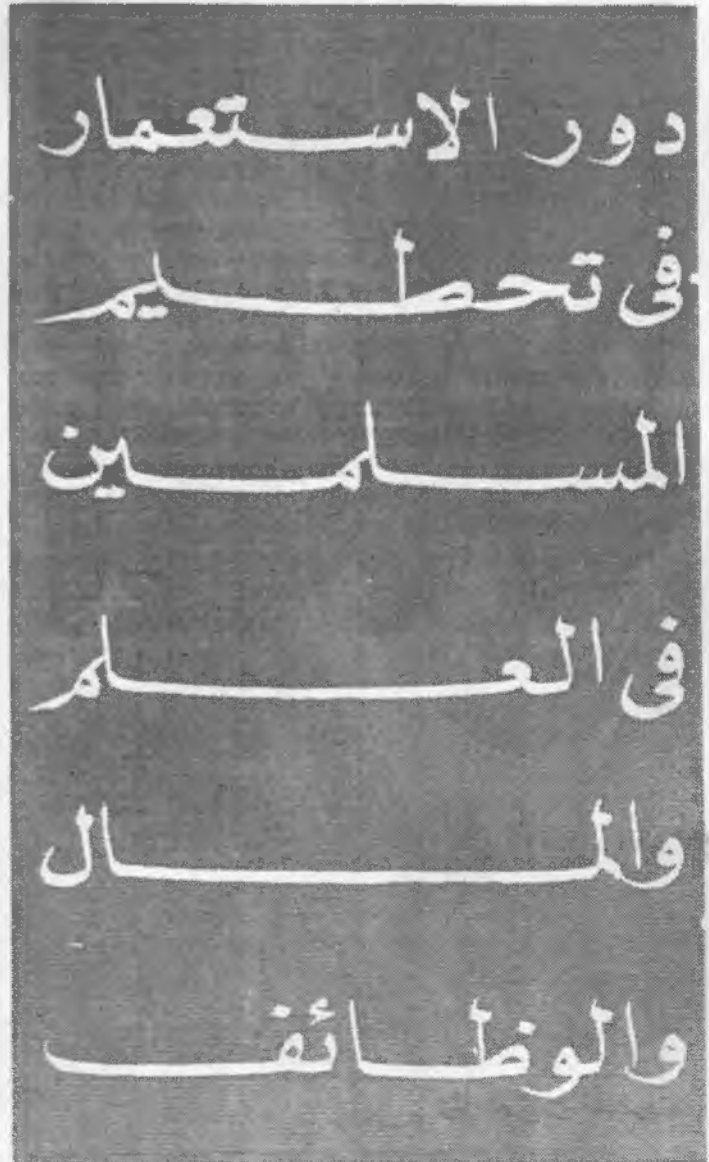 دور الاستعمار
فى تحطيم
المسلمين
فى العلم
والمال
والوظائف